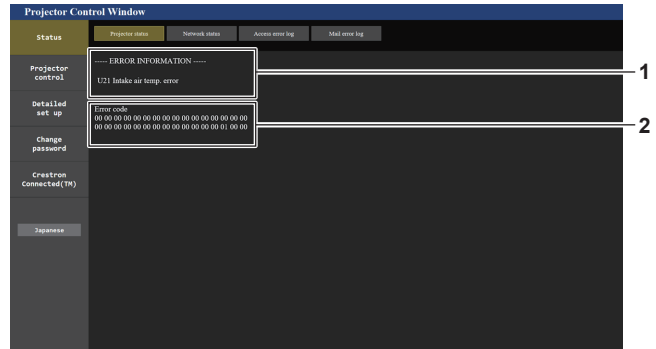 Projector Control Window
Status
Projector status
Network status
Access error log
Mail error log
----- ERROR INFORMATION -----
U21 Intake air temp. error
1
Projector
control
Error code
00 00 00 00 00 00 00 00 00 00 00 00 00 00 00 00
00 00 00 00 00 00 00 00 00 00 00 00 00 01 00 00
2
Detailed
set up
Change
password
Crestron
Connected(TM)
Japanese